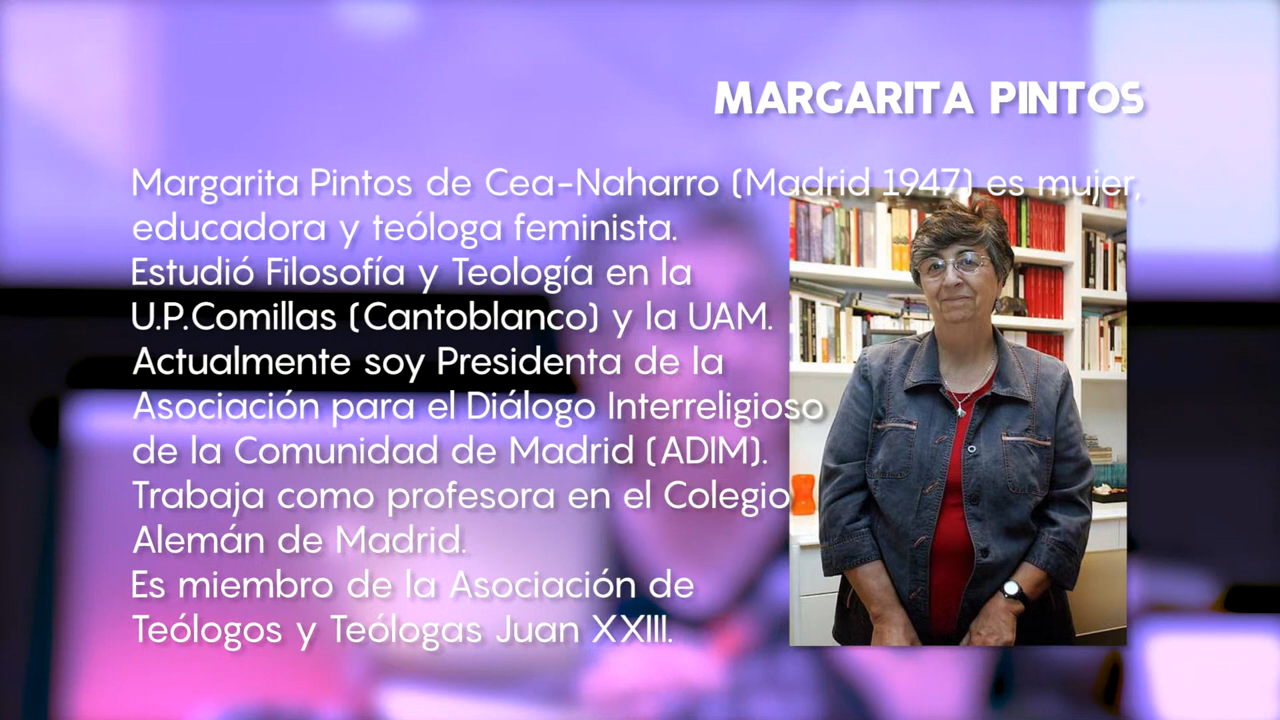 MARGARITA PINTOS
Margarita Pintos de Cea-Naharro (Madrid 1947) es mujer,
educadora y teóloga feminista.
Estudió Filosofía y Teología en la
U.P.Comillas (Cantoblanco) y la UAM.
Actualmente soy Presidenta de la
Asociación para el Diálogo Interreligioso
de la Comunidad de Madrid (ADIM).
Trabaja como profesora en el Colegio
Alemán de Madrid.
Es miembro de la Asociación de
Teólogos y Teólogas Juan XXIII.